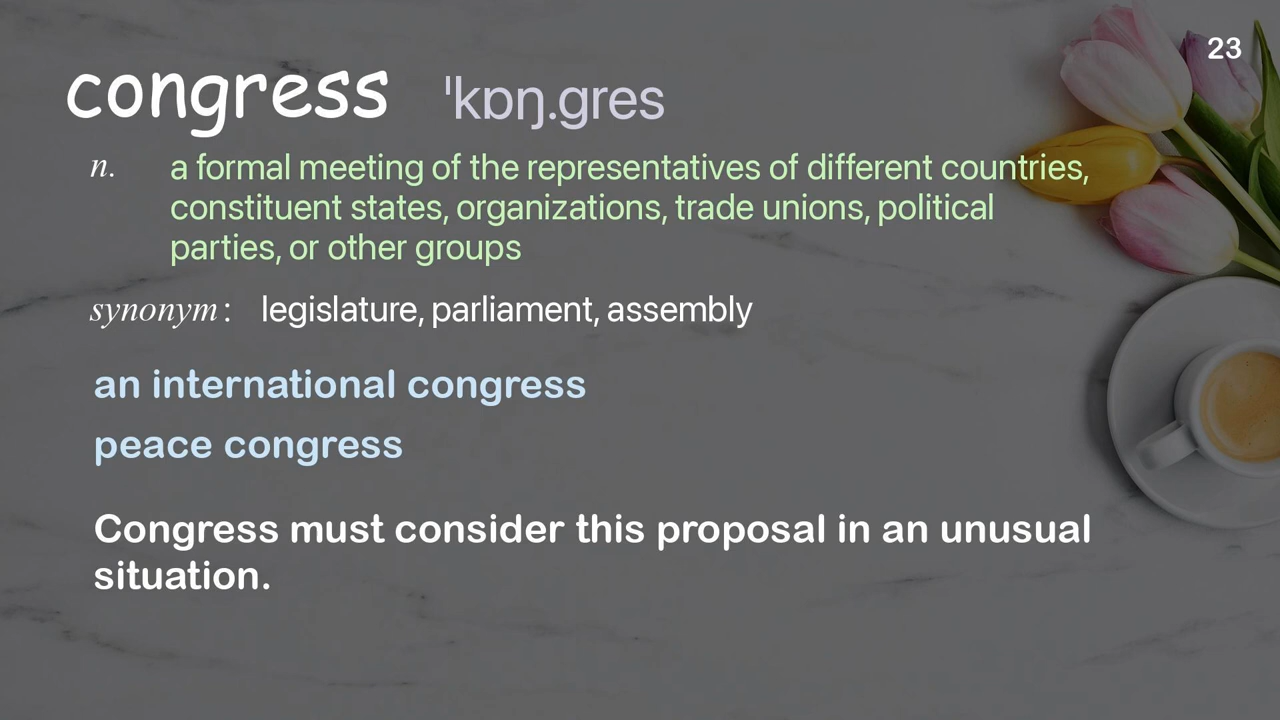 23
congress ˈkɒŋ.gres
n. a formal meeting of the representatives of different countries,
constituent states, organizations, trade unions, political
parties, or other groups
synonym: legislature, parliament, assembly
an international congress
peace congress
Congress must consider this proposal in an unusual
situation.